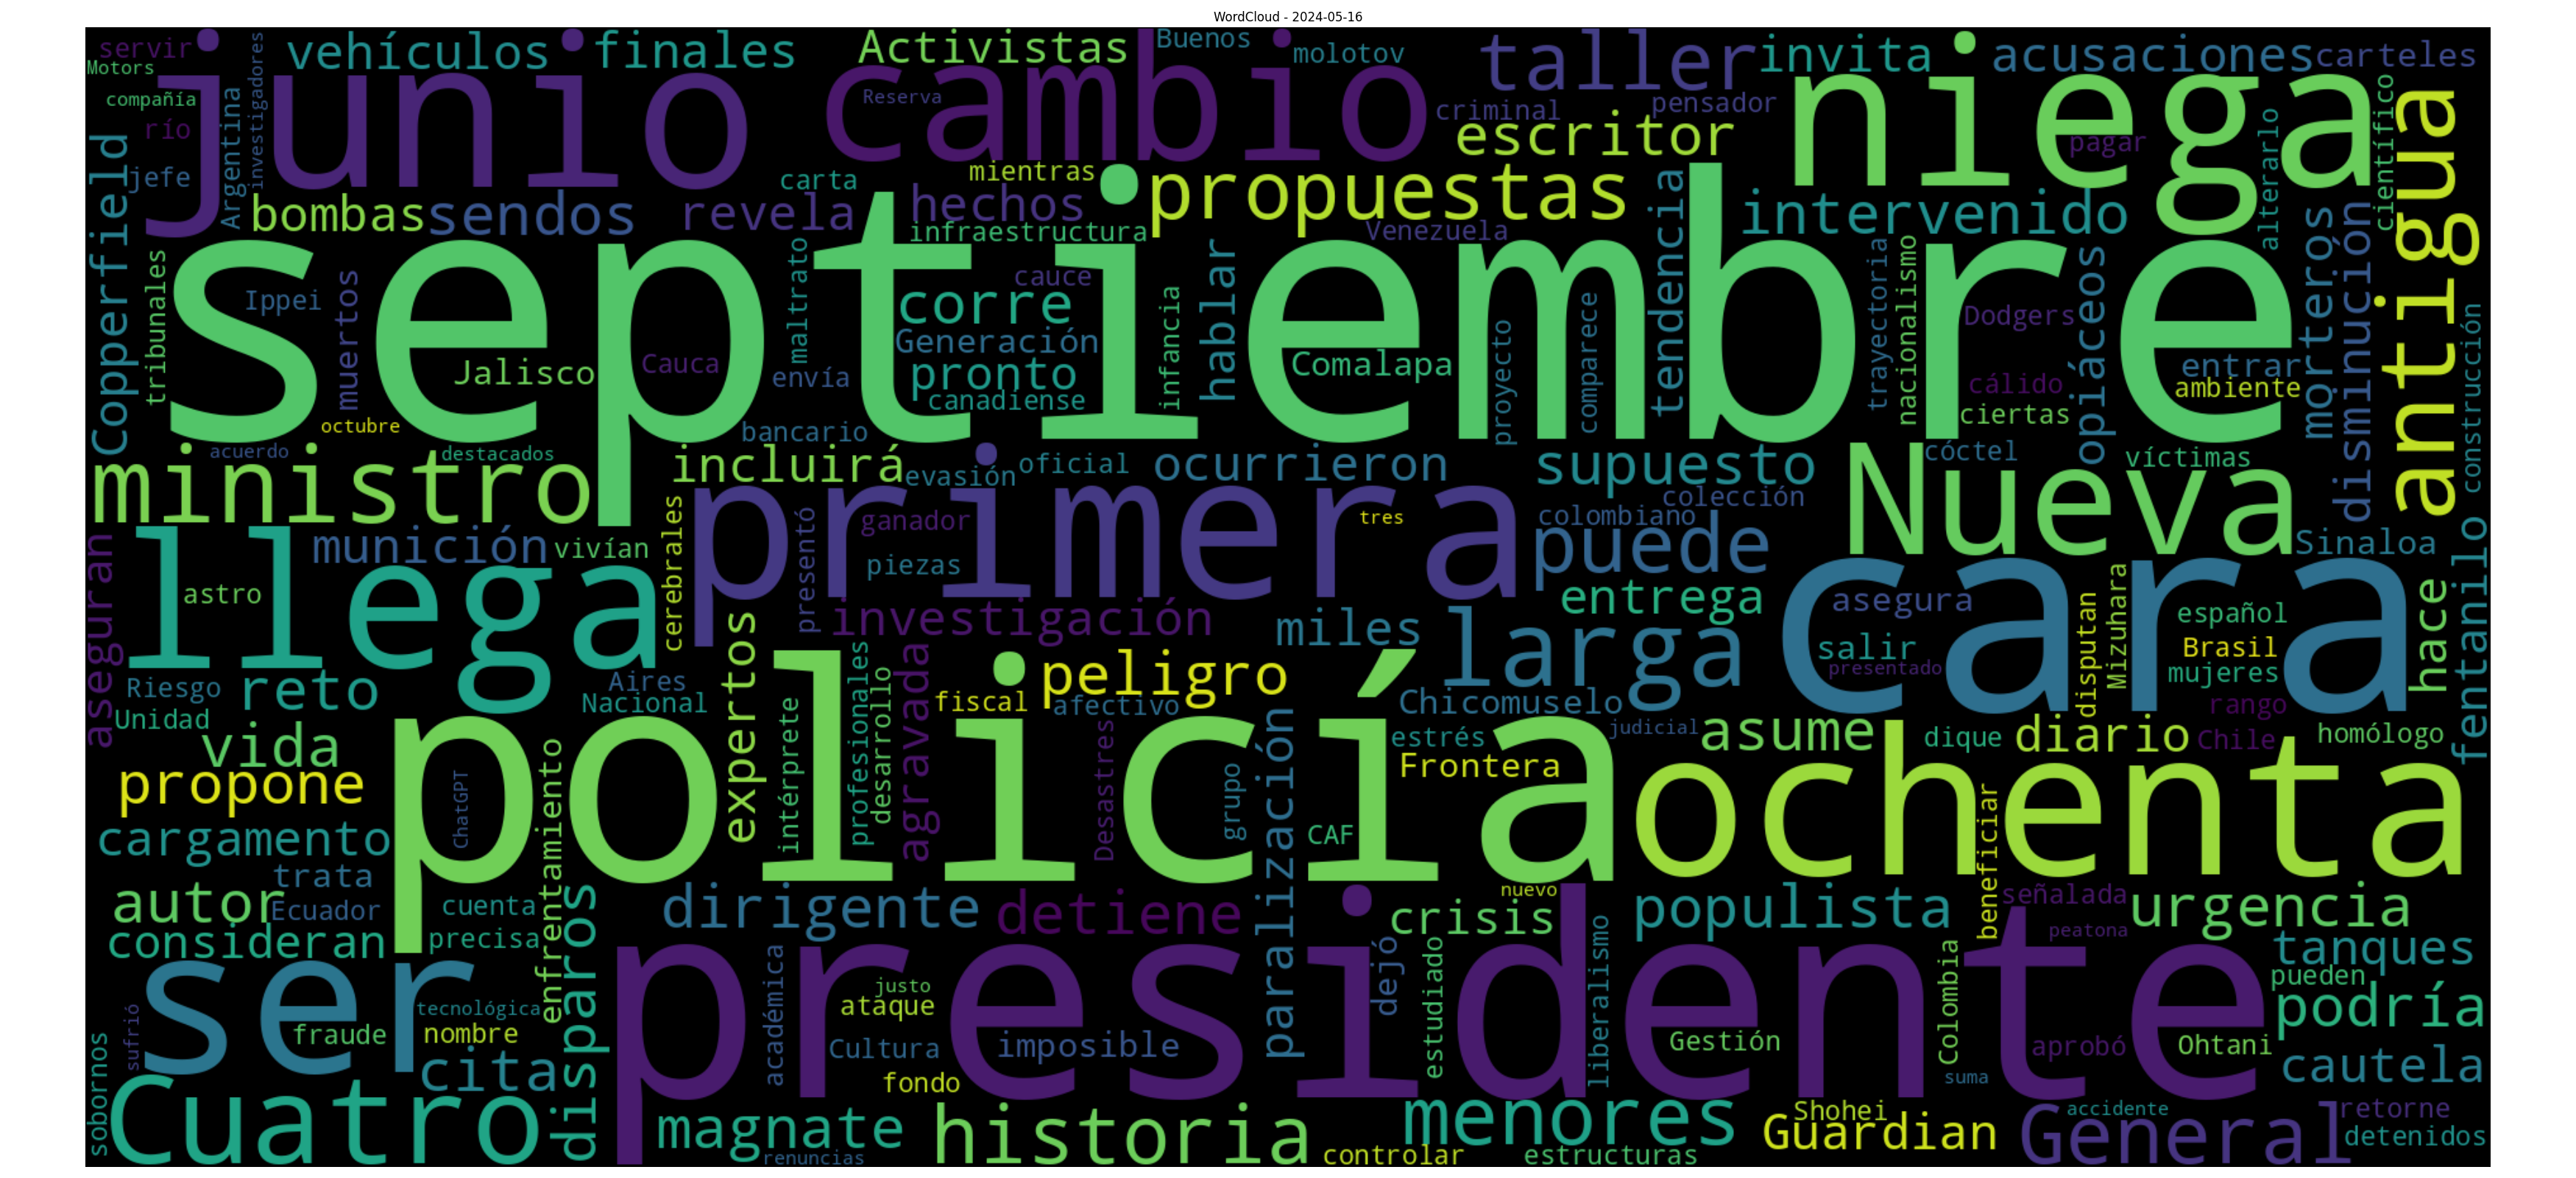 WordCloud - 2024-05-16
servir
Motors
compañía
río
jefe
Argentina
investigadores
junio
vehículos
finales
Activistas
Buenos
molotov
cambio
Reserva
taller
invita
acusaciones
carteles
criminal
pensador
escritor
niega
pagar
científico
alterarlo
antigua
Copperfield
bombas
sendos
revela
carta
mientras
hechos
infraestructura
propuestas
Venezuela
tendencia
intervenido
septiembre
tribunales
Ippei
muertos
Jalisco
Cauca
maltrato
envía
cauce
corre
Generación
pronto
canadiense
infancia
hablar
Comalapa
proyecto
comparece
trayectoria
nacionalismo
Dodgers
cálido
ciertas
opiáceos
entrar
ambiente
morteros
disminución
construcción
octubre
acuerdo
destacados
bancario
ministro
incluirá
evasión
oficial
ocurrieron
supuesto
colección
colombiano
Nueva
cóctel
víctimas
Sinaloa
primera
cerebrales
presentó
ganador
piezas
tres
puede
llega
aseguran
munición
vivían
astro
investigación
miles
larga
entrega
asegura
salir
presentado
cara
disputan
Mizuhara
español
Brasil
mujeres
rango
hace
fentanilo
Riesgo
reto
Unidad
vida
Aires
Nacional
expertos
intérprete
profesionales
desarrollo
agravada
fiscal
afectivo
peligro
Desastres
grupo
paralización
Chicomuselo
judicial
estrés
Frontera
CAF
asume
dique
diario
Chile
homólogo
policía
ochenta
propone
ChatGPT
cargamento
enfrentamiento
trata
autor
Ecuador
cuenta
consideran
precisa
disparos
dirigente
detiene
crisis
nuevo
populista
beneficiar
señalada
urgencia
peatona
tanques
pueden
podría
presidente
ser
tecnológica
sufrió
fraude
nombre
sobornos
cita
académica
justo
ataque
Cultura
imposible
fondo
dejó
estudiado
liberalismo
Gestión
Colombia
suma
aprobó
Ohtani
cautela
Cuatro
magnate
renuncias
historia
controlar
menores
estructuras
Shohei
Guardian
General
accidente
retorne
detenidos